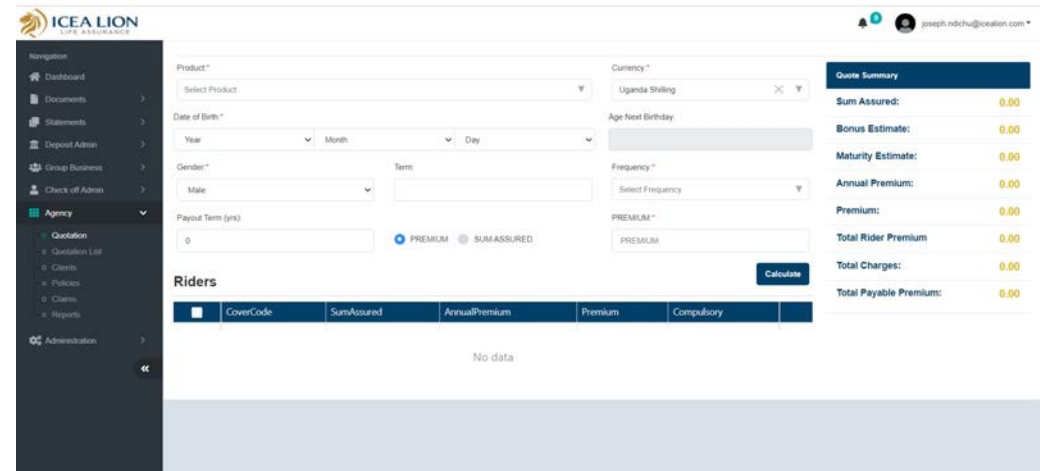 ICEA LION
LIFE ASSURANCE
0
joseph.ndichu@icealion.com
Navigation
Dashboard
Documents
Statements
Deposit Admin
Group Business
Check off Admin
Agency
Quotation
Quotation List
Clients
Policies
Claims
Reports
Administration
Product:*
Select Product
Currency:*
Uganda Shilling
Date of Birth:*
Year Month Day
Age Next Birthday:
Gender:*
Male
Term:
Frequency:*
Select Frequency
Payout Term (yrs):
0
PREMIUM SUM ASSURED
PREMIUM:*
PREMIUM
Calculate
Riders
CoverCode SumAssured AnnualPremium Premium Compulsory
No data
Quote Summary
Sum Assured: 0.00
Bonus Estimate: 0.00
Maturity Estimate: 0.00
Annual Premium: 0.00
Premium: 0.00
Total Rider Premium 0.00
Total Charges: 0.00
Total Payable Premium: 0.00